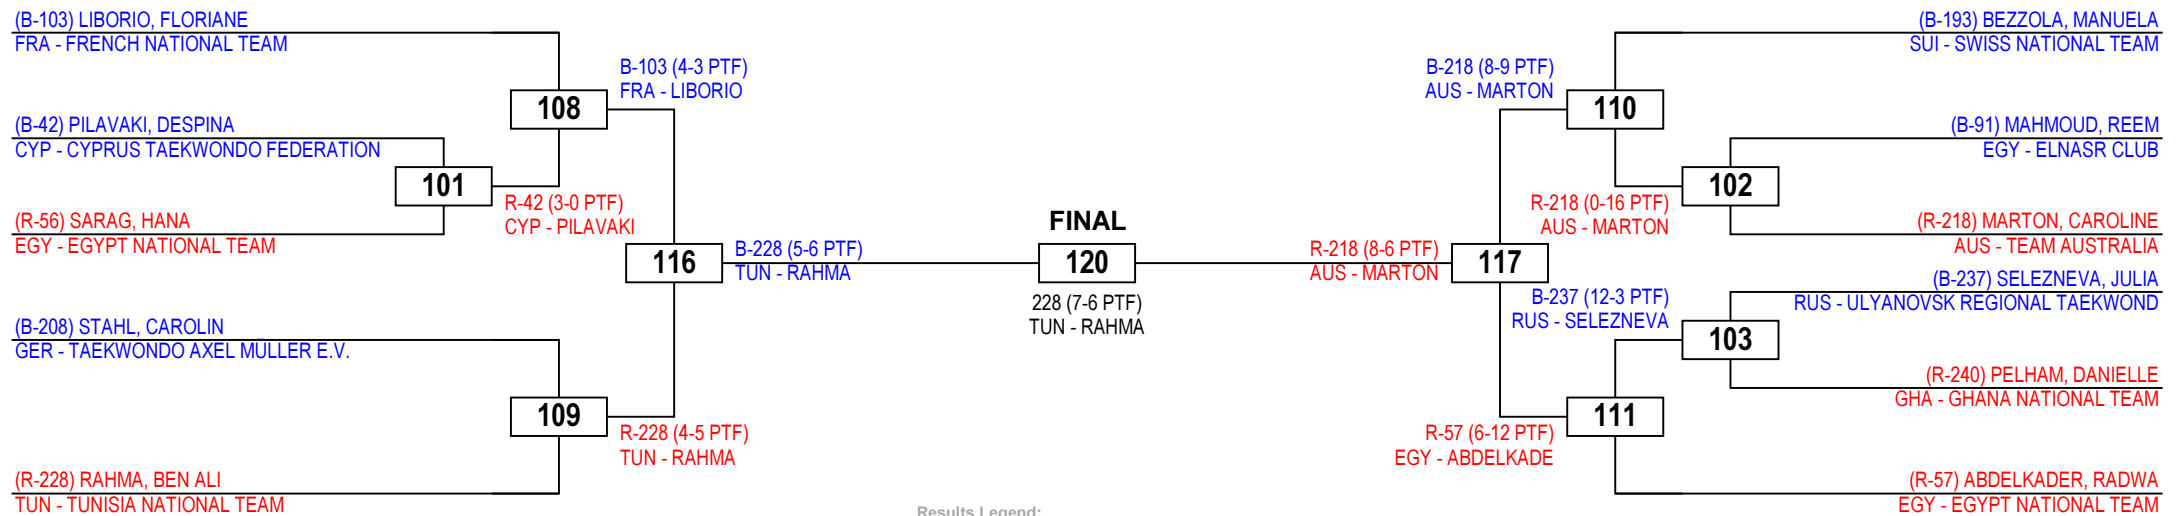 (B-103) LIBORIO, FLORIANE
FRA - FRENCH NATIONAL TEAM
(B-42) PILAVAKI, DESPINA
CYP - CYPRUS TAEKWONDO FEDERATION
(R-56) SARAG, HANA
EGY - EGYPT NATIONAL TEAM
(B-208) STAHL, CAROLIN
GER - TAEKWONDO AXEL MÜLLER E.V.
(R-228) RAHMA, BEN ALI
TUN - TUNISIA NATIONAL TEAM
101
R-42 (3-0 PTF)
CYP - PILAVAKI
108
B-103 (4-3 PTF)
FRA - LIBORIO
109
R-228 (4-5 PTF)
TUN - RAHMA
116
B-228 (5-6 PTF)
TUN - RAHMA
FINAL
120
228 (7-6 PTF)
TUN - RAHMA
R-218 (8-6 PTF)
AUS - MARTON
117
B-218 (8-9 PTF)
AUS - MARTON
110
R-57 (6-12 PTF)
EGY - ABDELKADE
111
R-218 (0-16 PTF)
AUS - MARTON
102
B-237 (12-3 PTF)
RUS - SELEZNEVA
103
(B-193) BEZZOLA, MANUELA
SUI - SWISS NATIONAL TEAM
(B-91) MAHMOUD, REEM
EGY - ELNASR CLUB
(R-218) MARTON, CAROLINE
AUS - TEAM AUSTRALIA
(B-237) SELEZNEVA, JULIA
RUS - ULYANOVSK REGIONAL TAEKWOND
(R-240) PELHAM, DANIELLE
GHA - GHANA NATIONAL TEAM
(R-57) ABDELKADER, RADWA
EGY - EGYPT NATIONAL TEAM
Results Legend: